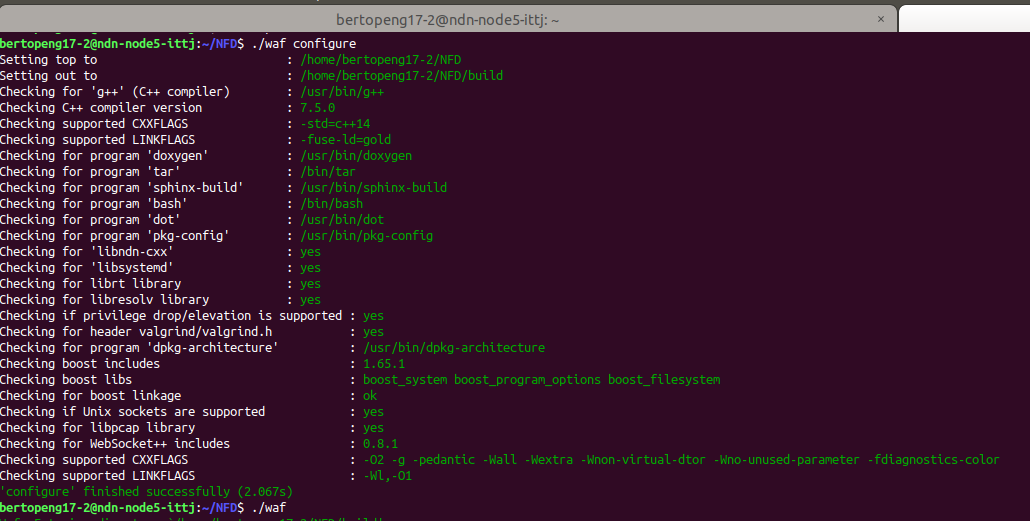 bertopeng17-2@ndn-node5-ittj: ~ ×
bertopeng17-2@ndn-node5-ittj:~/NFD$ ./waf configure
Setting top to : /home/bertopeng17-2/NFD
Setting out to : /home/bertopeng17-2/NFD/build
Checking for 'g++' (C++ compiler) : /usr/bin/g++
Checking C++ compiler version : 7.5.0
Checking supported CXXFLAGS : -std=c++14
Checking supported LINKFLAGS : -fuse-ld=gold
Checking for program 'doxygen' : /usr/bin/doxygen
Checking for program 'tar' : /bin/tar
Checking for program 'sphinx-build' : /usr/bin/sphinx-build
Checking for program 'bash' : /bin/bash
Checking for program 'dot' : /usr/bin/dot
Checking for program 'pkg-config' : /usr/bin/pkg-config
Checking for 'libndn-cxx' : yes
Checking for 'libsystemd' : yes
Checking for librt library : yes
Checking for libresolv library : yes
Checking if privilege drop/elevation is supported : yes
Checking for header valgrind/valgrind.h : yes
Checking for program 'dpkg-architecture' : /usr/bin/dpkg-architecture
Checking boost includes : 1.65.1
Checking boost libs : boost_system boost_program_options boost_filesystem
Checking for boost linkage : ok
Checking if Unix sockets are supported : yes
Checking for libpcap library : yes
Checking for WebSocket++ includes : 0.8.1
Checking supported CXXFLAGS : -O2 -g -pedantic -Wall -Wextra -Wnon-virtual-dtor -Wno-unused-parameter -fdiagnostics-color
Checking supported LINKFLAGS : -Wl,-O1
'configure' finished successfully (2.067s)
bertopeng17-2@ndn-node5-ittj:~/NFD$ ./waf